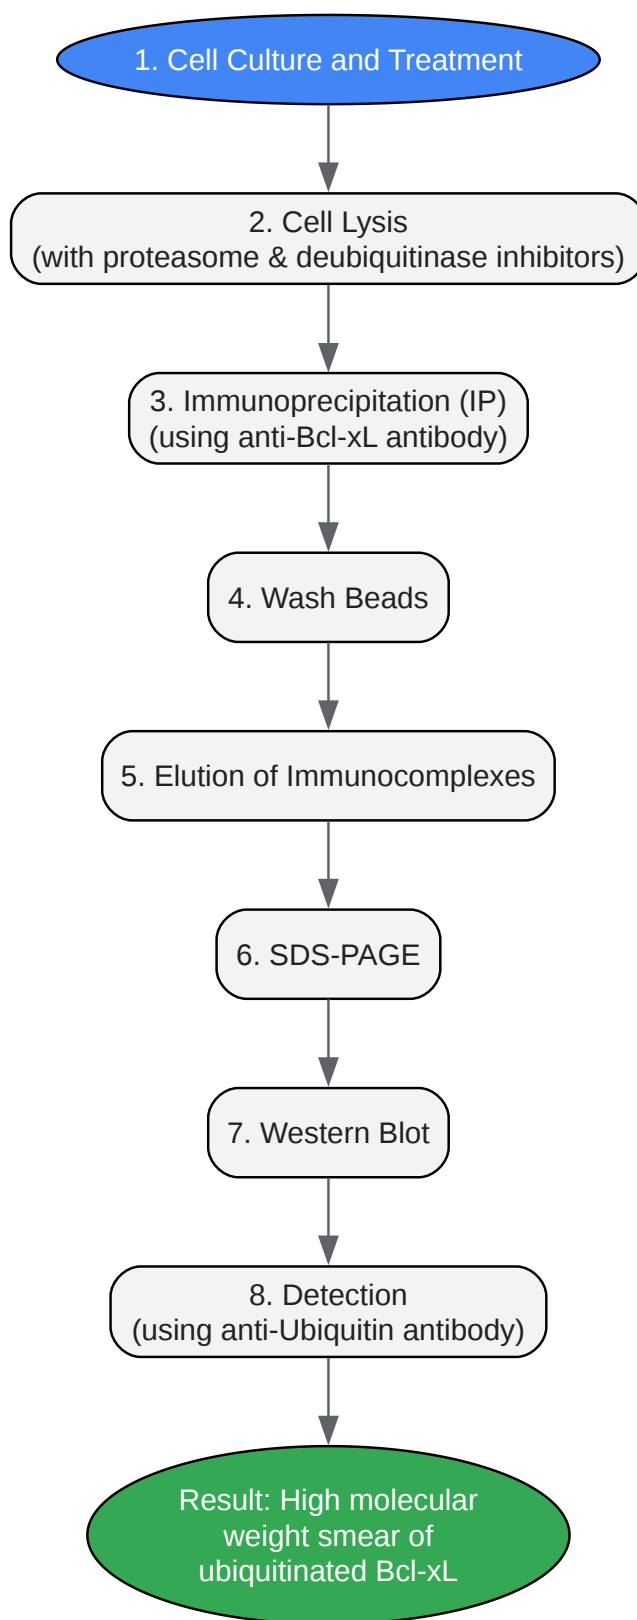 1. Cell Culture and Treatment
2. Cell Lysis
(with proteasome & deubiquitinase inhibitors)
3. Immunoprecipitation (IP)
(using anti-Bcl-xL antibody)
4. Wash Beads
5. Elution of Immunocomplexes
6. SDS-PAGE
7. Western Blot
8. Detection
(using anti-Ubiquitin antibody)
Result: High molecular
weight smear of
ubiquitinated Bcl-xL